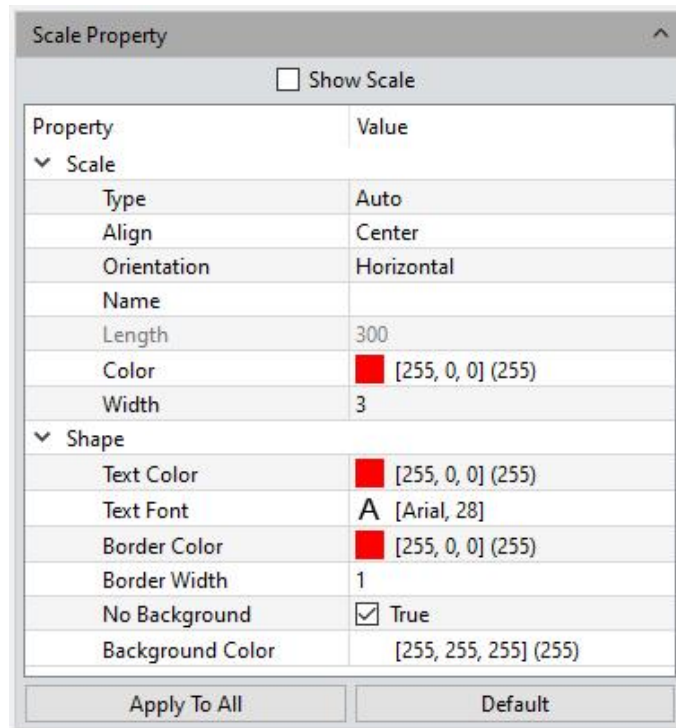 Scale Property
Show Scale
Property Value
Scale
Type Auto
Align Center
Orientation Horizontal
Name
Length 300
Color [255, 0, 0] (255)
Width 3
Shape
Text Color [255, 0, 0] (255)
Text Font A [Arial, 28]
Border Color [255, 0, 0] (255)
Border Width 1
No Background True
Background Color [255, 255, 255] (255)
Apply To All Default